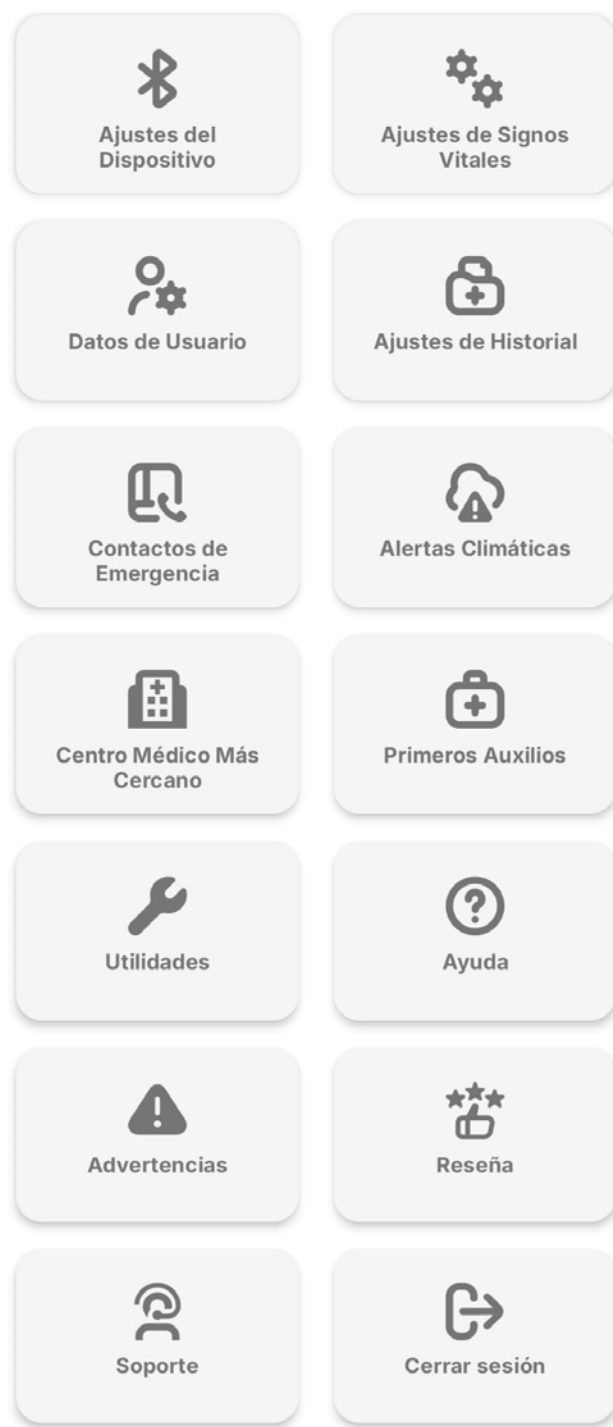 Ajustes del
Dispositivo
Ajustes de Signos
Vitales
Datos de Usuario
Ajustes de Historial
Contactos de
Emergencia
Alertas Climáticas
Centro Médico Más
Cercano
Primeros Auxilios
Utilidades
Ayuda
Advertencias
Reseña
Soporte
Cerrar sesión